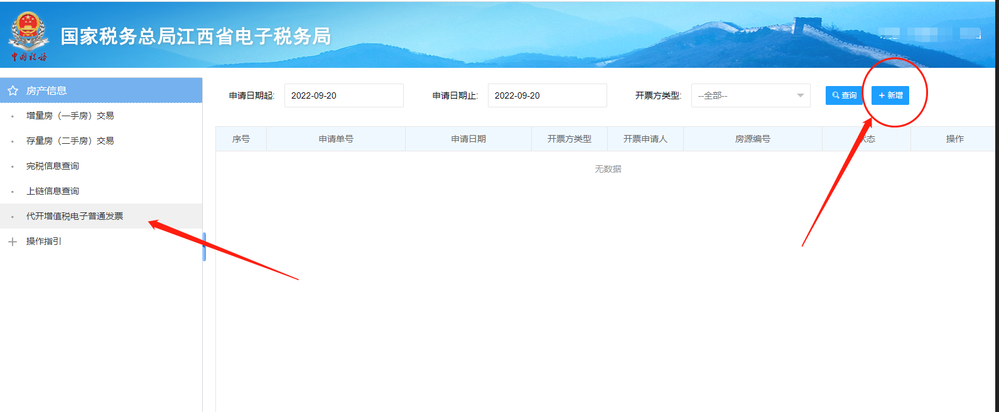 国家税务总局江西省电子税务局
中国税务
房产信息
增量房（一手房）交易
存量房（二手房）交易
完税信息查询
上链信息查询
代开增值税电子普通发票
操作指引
申请日期起: 2022-09-20 申请日期止: 2022-09-20 开票方类型: --全部-- 查询 + 新增
序号 申请单号 申请日期 开票方类型 开票申请人 房源编号 状态 操作
无数据